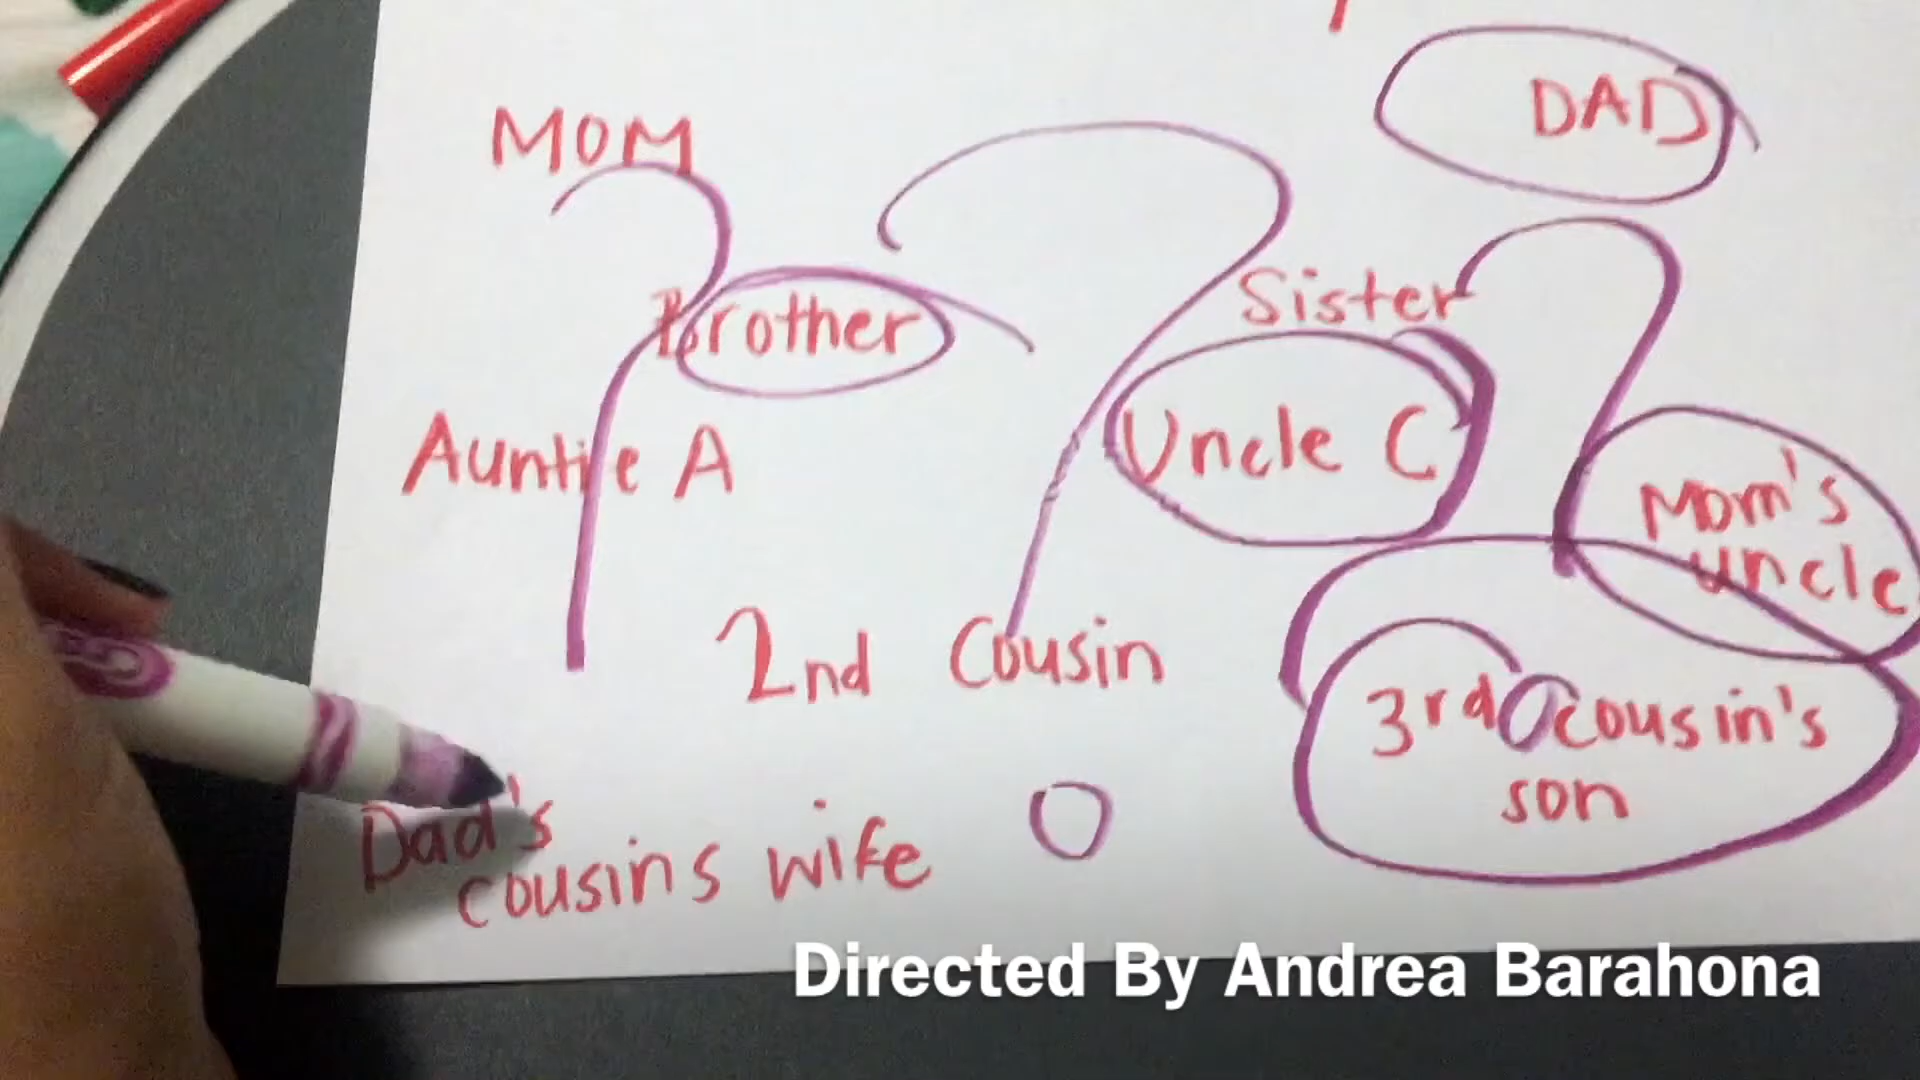 DAD
MOM
Brother
Sister
Auntie A
Uncle C
Mom's
uncle
2nd Cousin
3rd cousin's
son
Dad's
cousins wife
Directed By Andrea Barahona